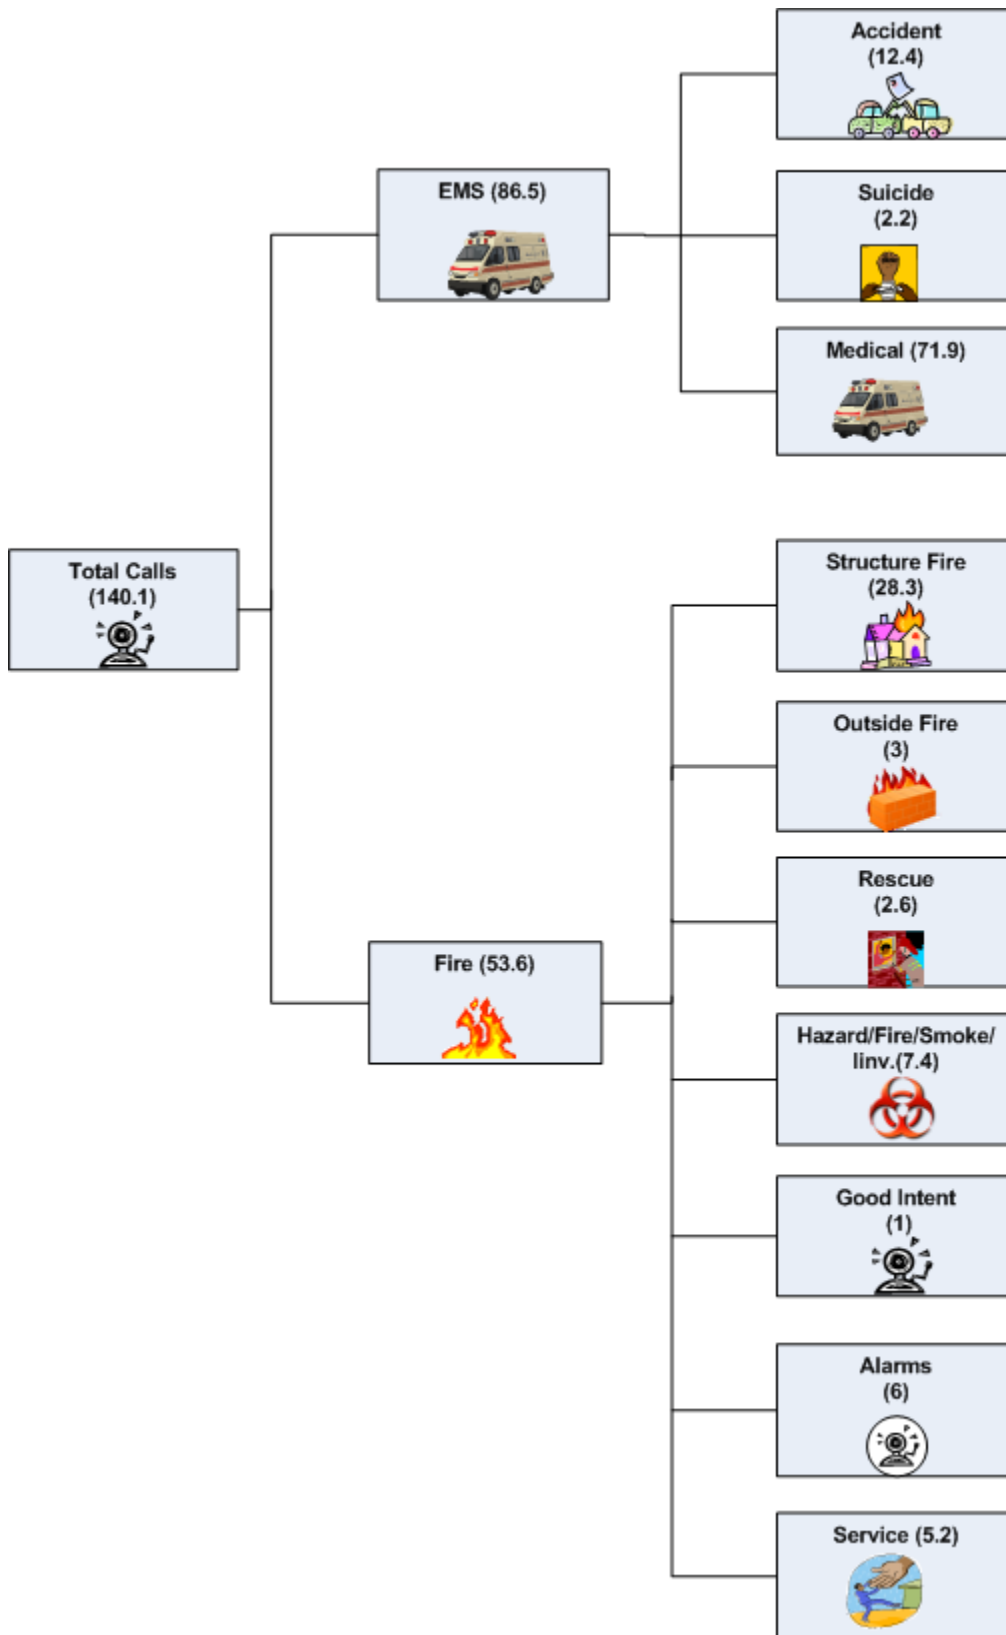 Accident
(12.4)
EMS (86.5)
Suicide
(2.2)
Medical (71.9)
Total Calls
(140.1)
Structure Fire
(28.3)
Outside Fire
(3)
Rescue
(2.6)
Fire (53.6)
Hazard/Fire/Smoke/
Iinv.(7.4)
Good Intent
(1)
Alarms
(6)
Service (5.2)